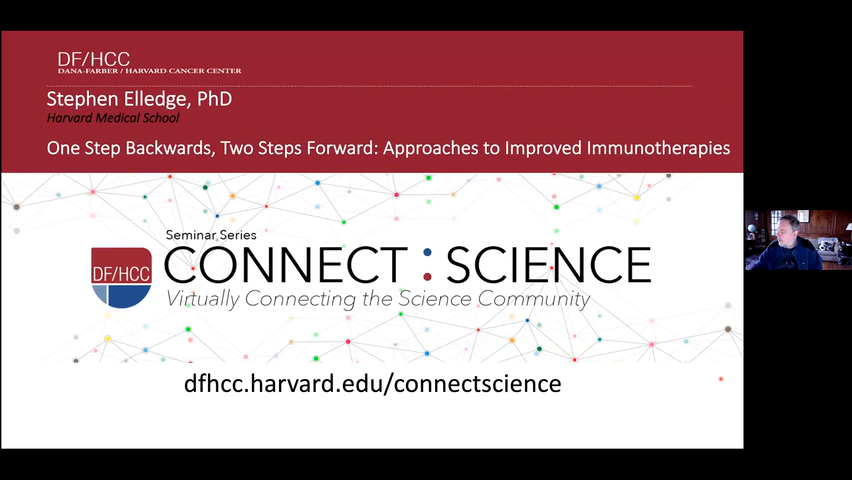 DF/HCC
DANA-FARBER / HARVARD CANCER CENTER
Stephen Elledge, PhD
Harvard Medical School
One Step Backwards, Two Steps Forward: Approaches to Improved Immunotherapies
Seminar Series
DF/HCC
CONNECT : SCIENCE
Virtually Connecting the Science Community
dfhcc.harvard.edu/connectscience